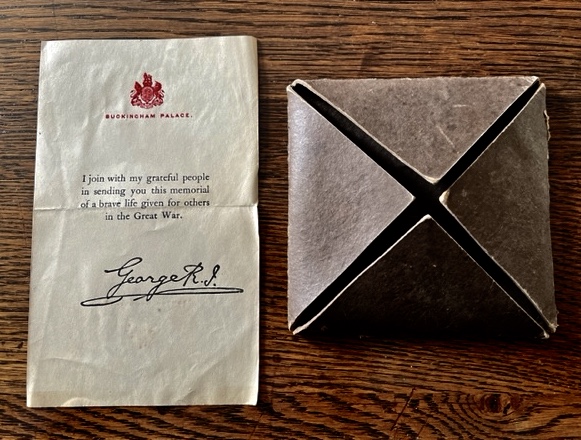 BUCKINGHAM PALACE.
I join with my grateful people
in sending you this memorial
of a brave life given for others
in the Great War.
George R.I.